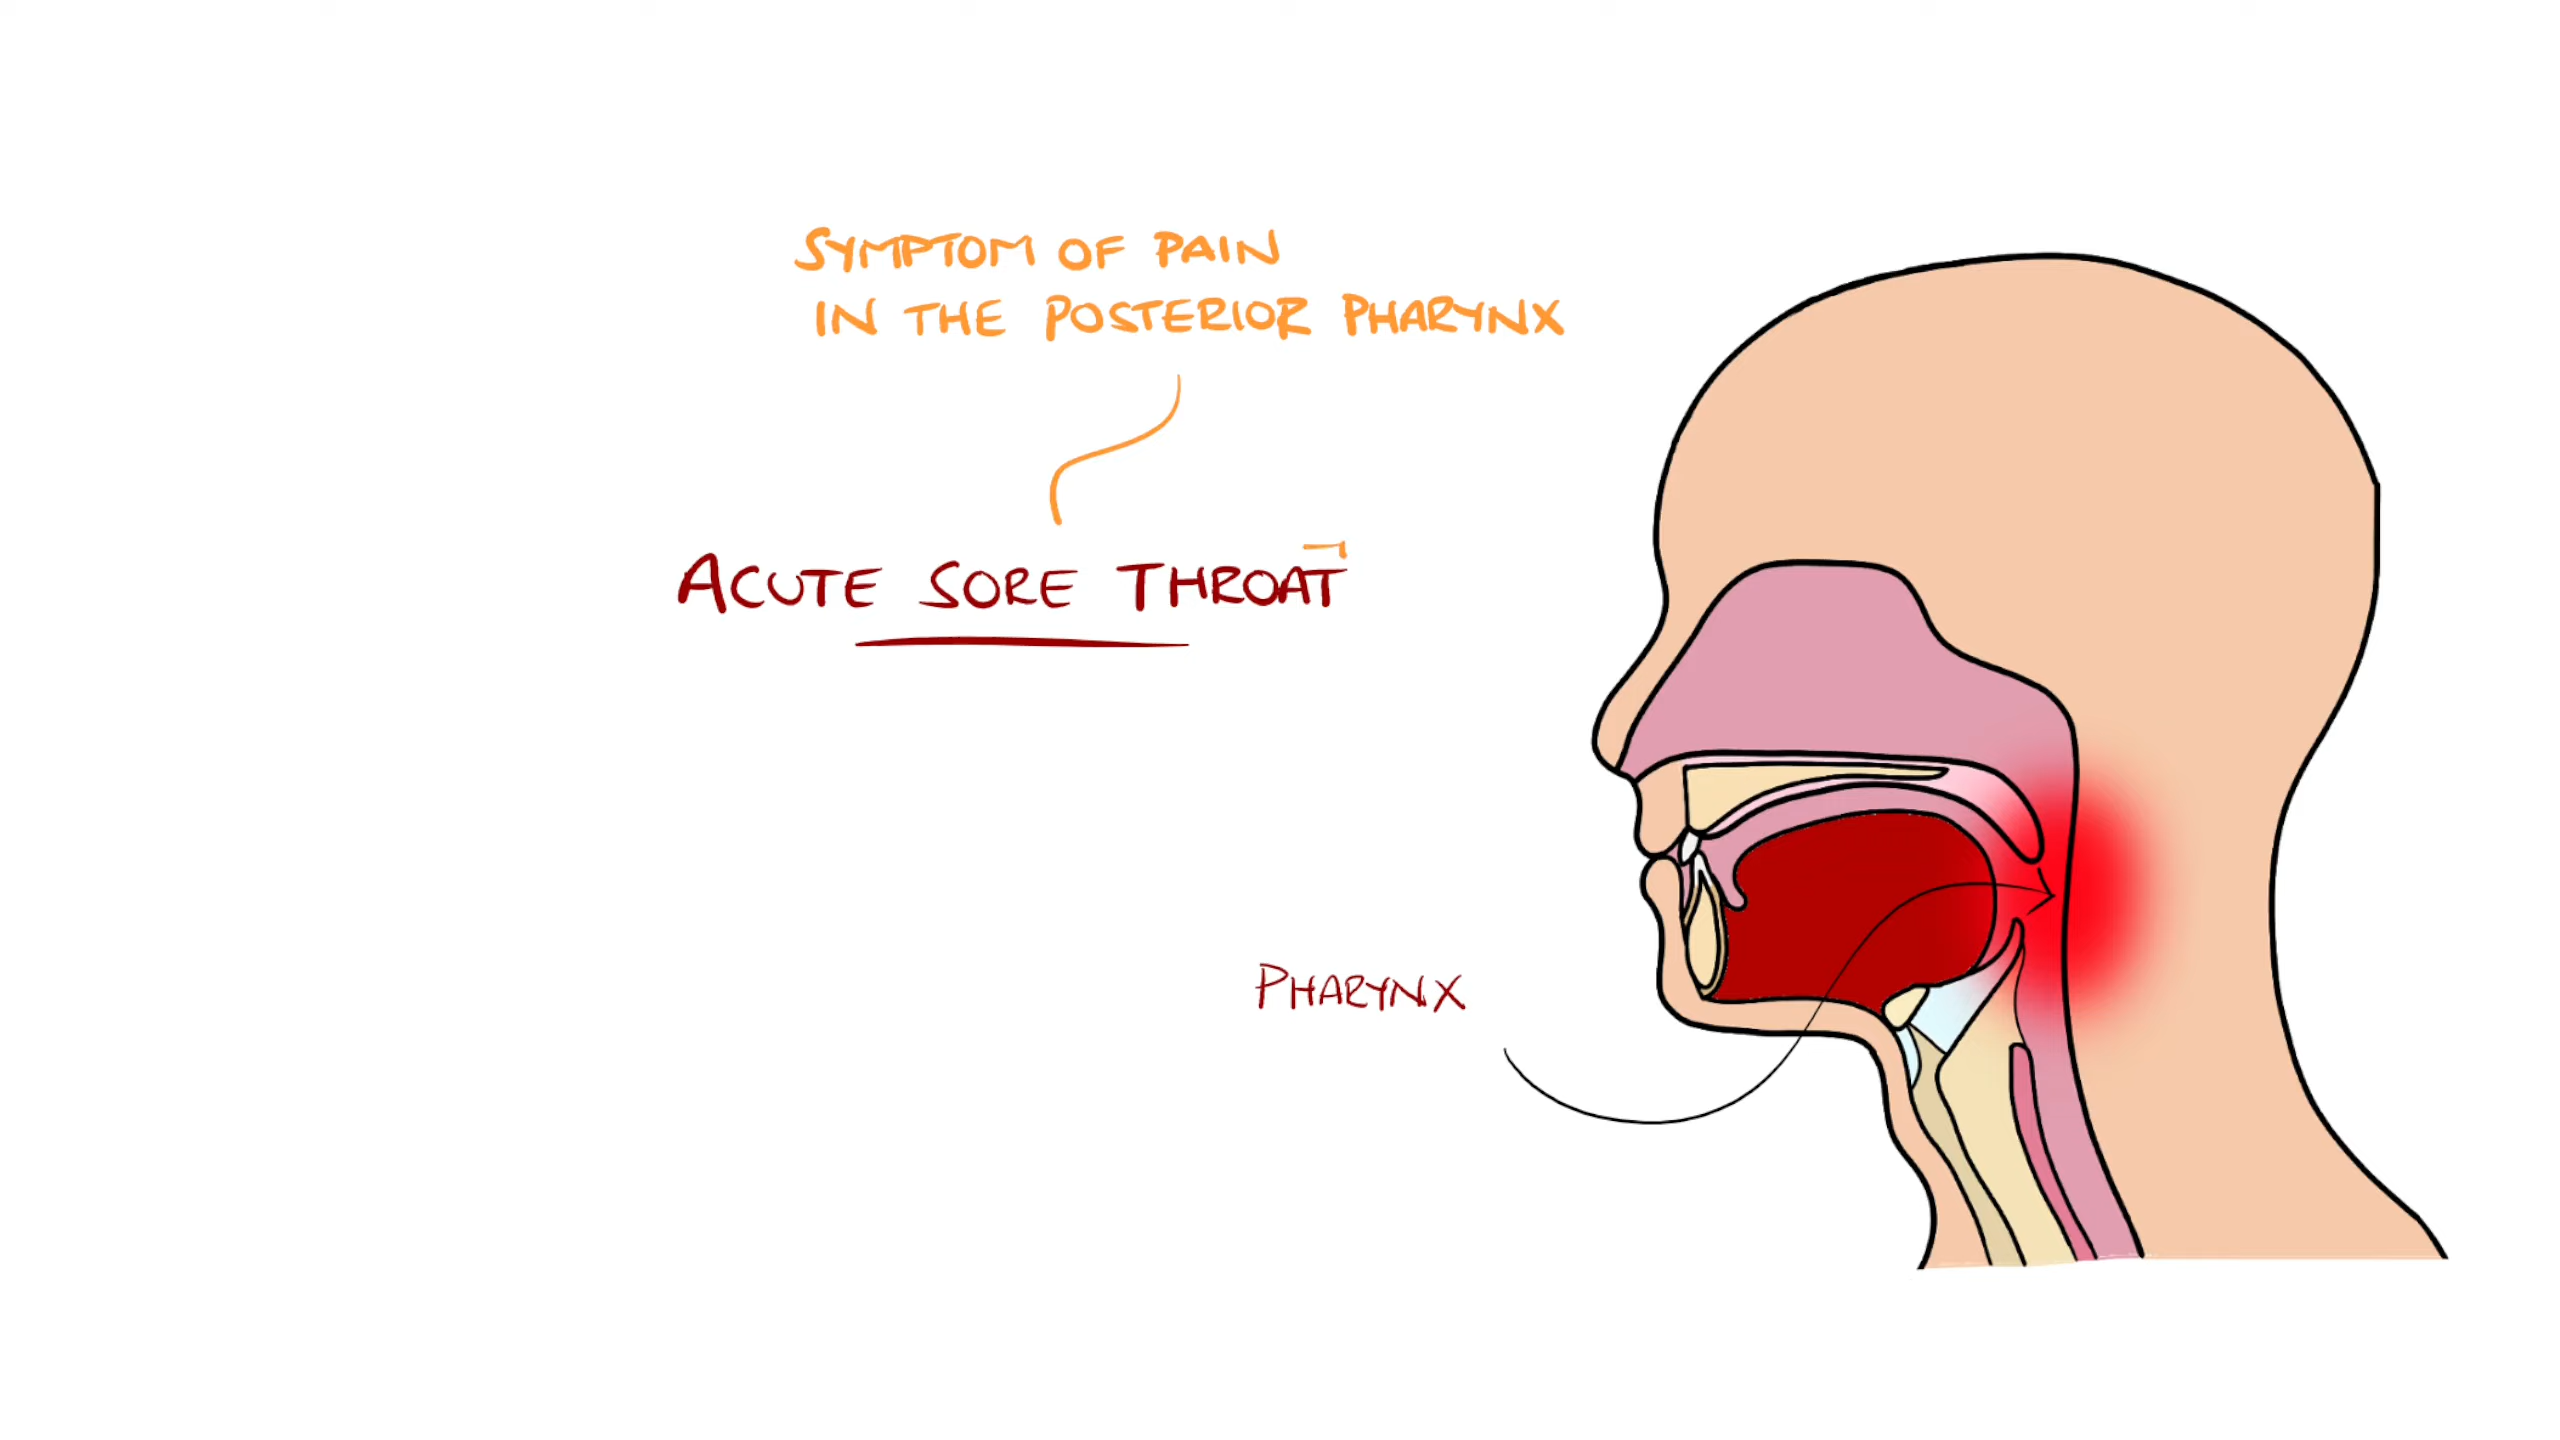 SYMPTOM OF PAIN
IN THE POSTERIOR PHARYNX
ACUTE SORE THROAT
PHARYNX